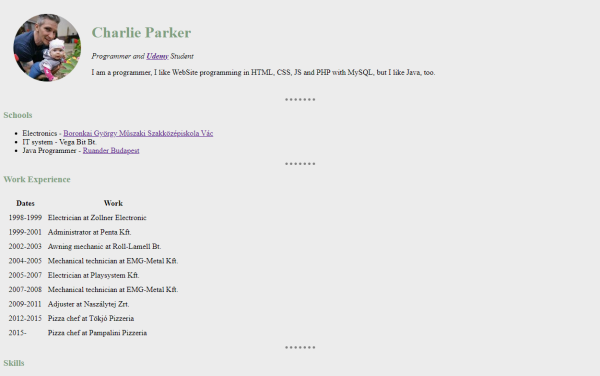 Charlie Parker
Programmer and Udemy Student
I am a programmer, I like WebSite programming in HTML, CSS, JS and PHP with MySQL, but I like Java, too.
Schools
Electronics - Boronkai György Műszaki Szakközépiskola Vác
IT system - Vega Bit Bt.
Java Programmer - Ruander Budapest
Work Experience
Dates Work
1998-1999 Electrician at Zollner Electronic
1999-2001 Administrator at Penta Kft.
2002-2003 Awning mechanic at Roll-Lamell Bt.
2004-2005 Mechanical technician at EMG-Metal Kft.
2005-2007 Electrician at Playsystem Kft.
2007-2008 Mechanical technician at EMG-Metal Kft.
2009-2011 Adjuster at Naszálytej Zrt.
2012-2015 Pizza chef at Tókjó Pizzeria
2015- Pizza chef at Pampalini Pizzeria
Skills